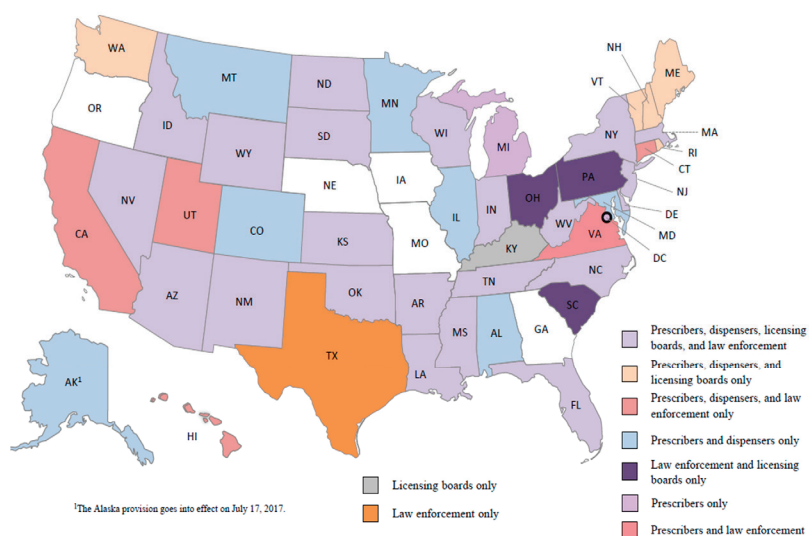 WA
MT
ND
MN
NH
VT
ME
OR
ID
SD
WI
MI
NY
MA
WY
RI
CT
NE
IA
PA
NJ
NV
UT
IL
IN
OH
DE
CA
CO
WV
VA
MD
KS
MO
KY
DC
NC
TN
AZ
NM
OK
AR
SC
MS
AL
GA
TX
LA
FL
AK¹
HI
Prescribers, dispensers, licensing
boards, and law enforcement
Prescribers, dispensers, and
licensing boards only
Prescribers, dispensers, and law
enforcement only
Prescribers and dispensers only
Law enforcement and licensing
boards only
Prescribers only
Prescribers and law enforcement
Licensing boards only
Law enforcement only
¹The Alaska provision goes into effect on July 17, 2017.